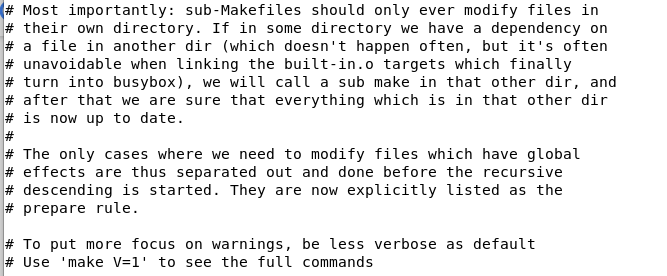 # Most importantly: sub-Makefiles should only ever modify files in
# their own directory. If in some directory we have a dependency on
# a file in another dir (which doesn't happen often, but it's often
# unavoidable when linking the built-in.o targets which finally
# turn into busybox), we will call a sub make in that other dir, and
# after that we are sure that everything which is in that other dir
# is now up to date.
#
# The only cases where we need to modify files which have global
# effects are thus separated out and done before the recursive
# descending is started. They are now explicitly listed as the
# prepare rule.

# To put more focus on warnings, be less verbose as default
# Use 'make V=1' to see the full commands